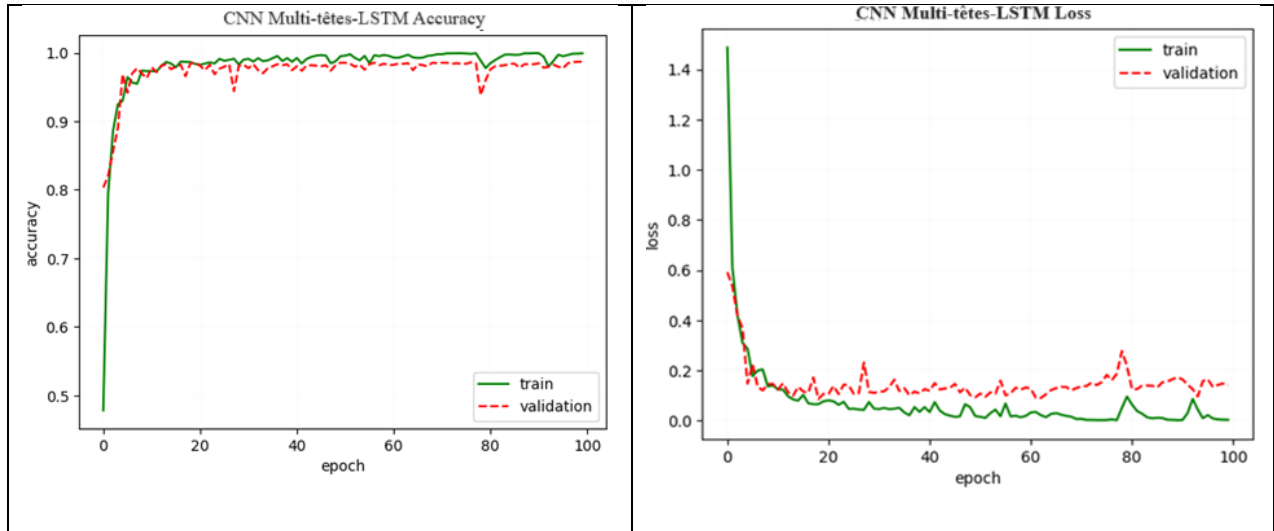 CNN Multi-têtes-LSTM Accuracy
1.0
0.9
0.8
0.7
0.6
0.5
accuracy
train
validation
0 20 40 60 80 100
epoch
CNN Multi-têtes-LSTM Loss
1.4
1.2
1.0
0.8
0.6
0.4
0.2
0.0
loss
train
validation
0 20 40 60 80 100
epoch